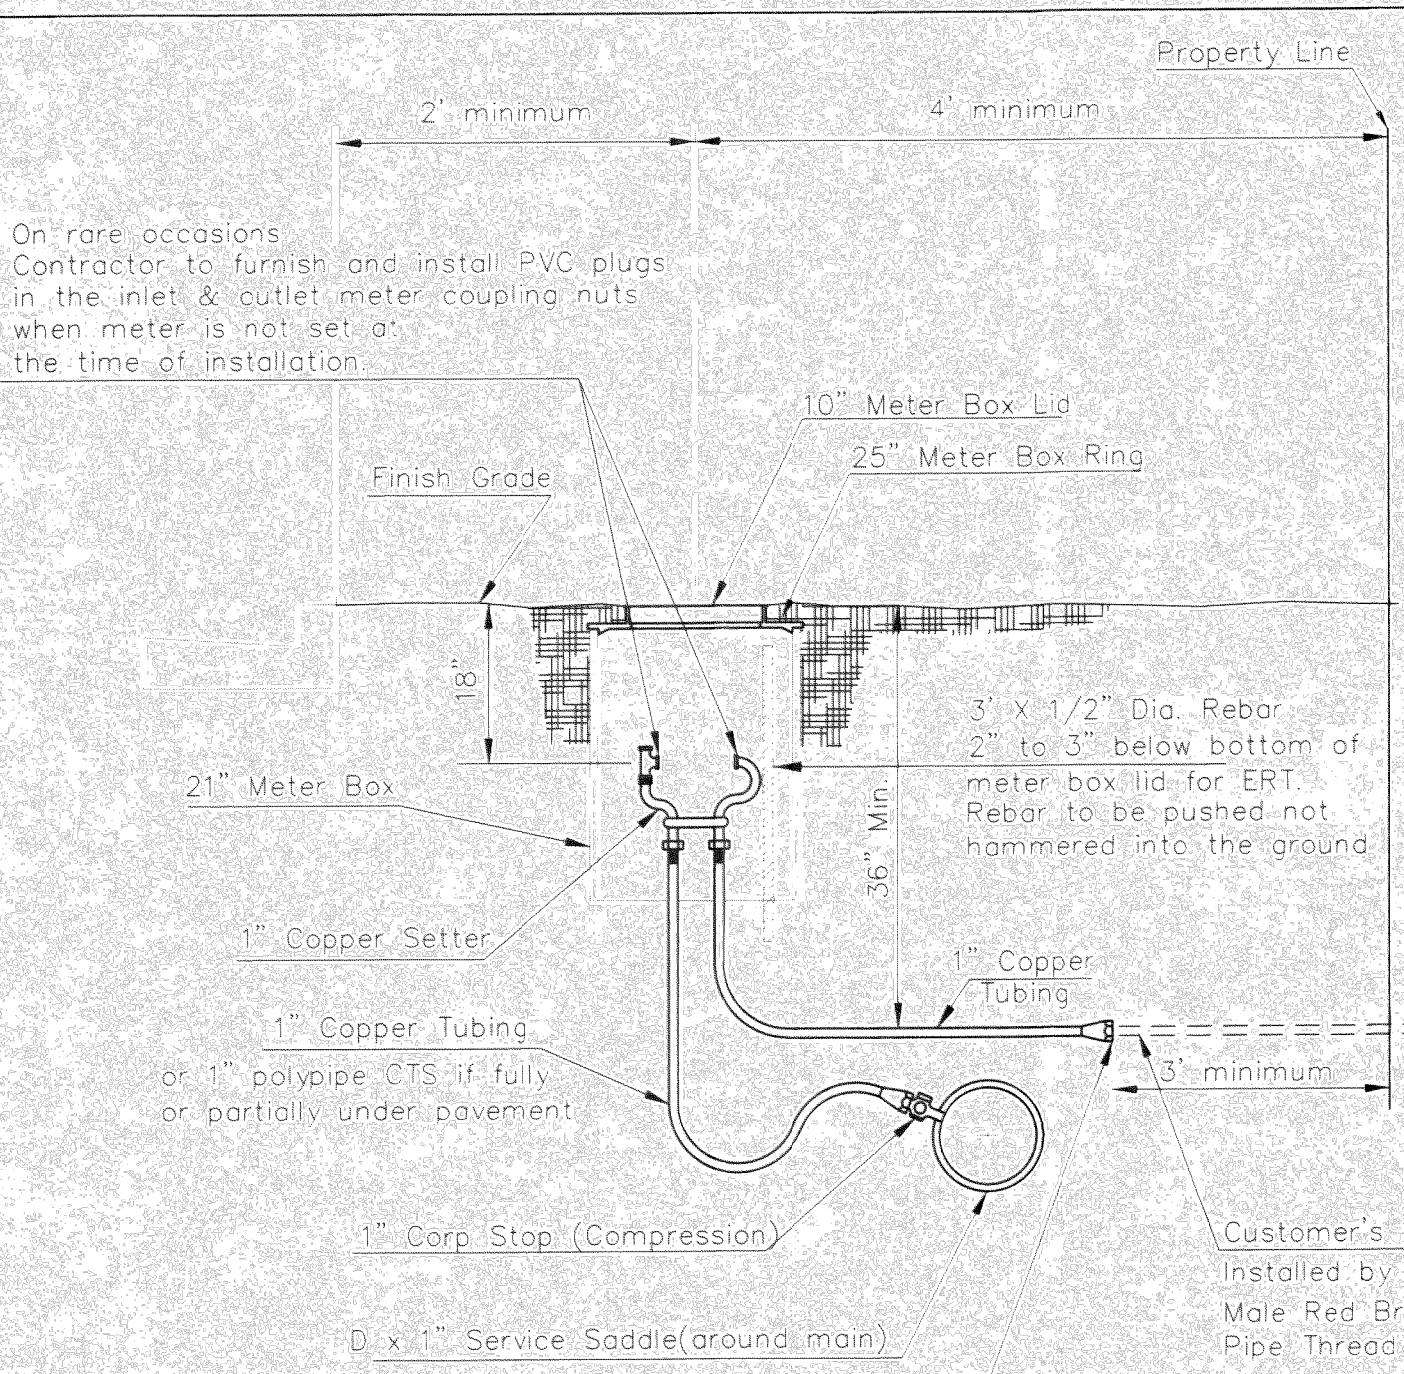 Property Line
2' minimum
4' minimum
On rare occasions
Contractor to furnish and install PVC plugs
in the inlet & outlet meter coupling nuts
when meter is not set at
the time of installation.
10" Meter Box Lid
25" Meter Box Ring
Finish Grade
18"
3' X 1/2" Dia. Rebar
2" to 3" below bottom of
meter box lid for ERT.
Rebar to be pushed not
hammered into the ground
21" Meter Box
36" Min.
1" Copper Setter
1" Copper
Tubing
1" Copper Tubing
or 1" polypipe CTS if fully
or partially under pavement
3' minimum
1" Corp Stop (Compression)
Customer's
Installed by
Male Red Br
Pipe Thread
D x 1" Service Saddle(around main)